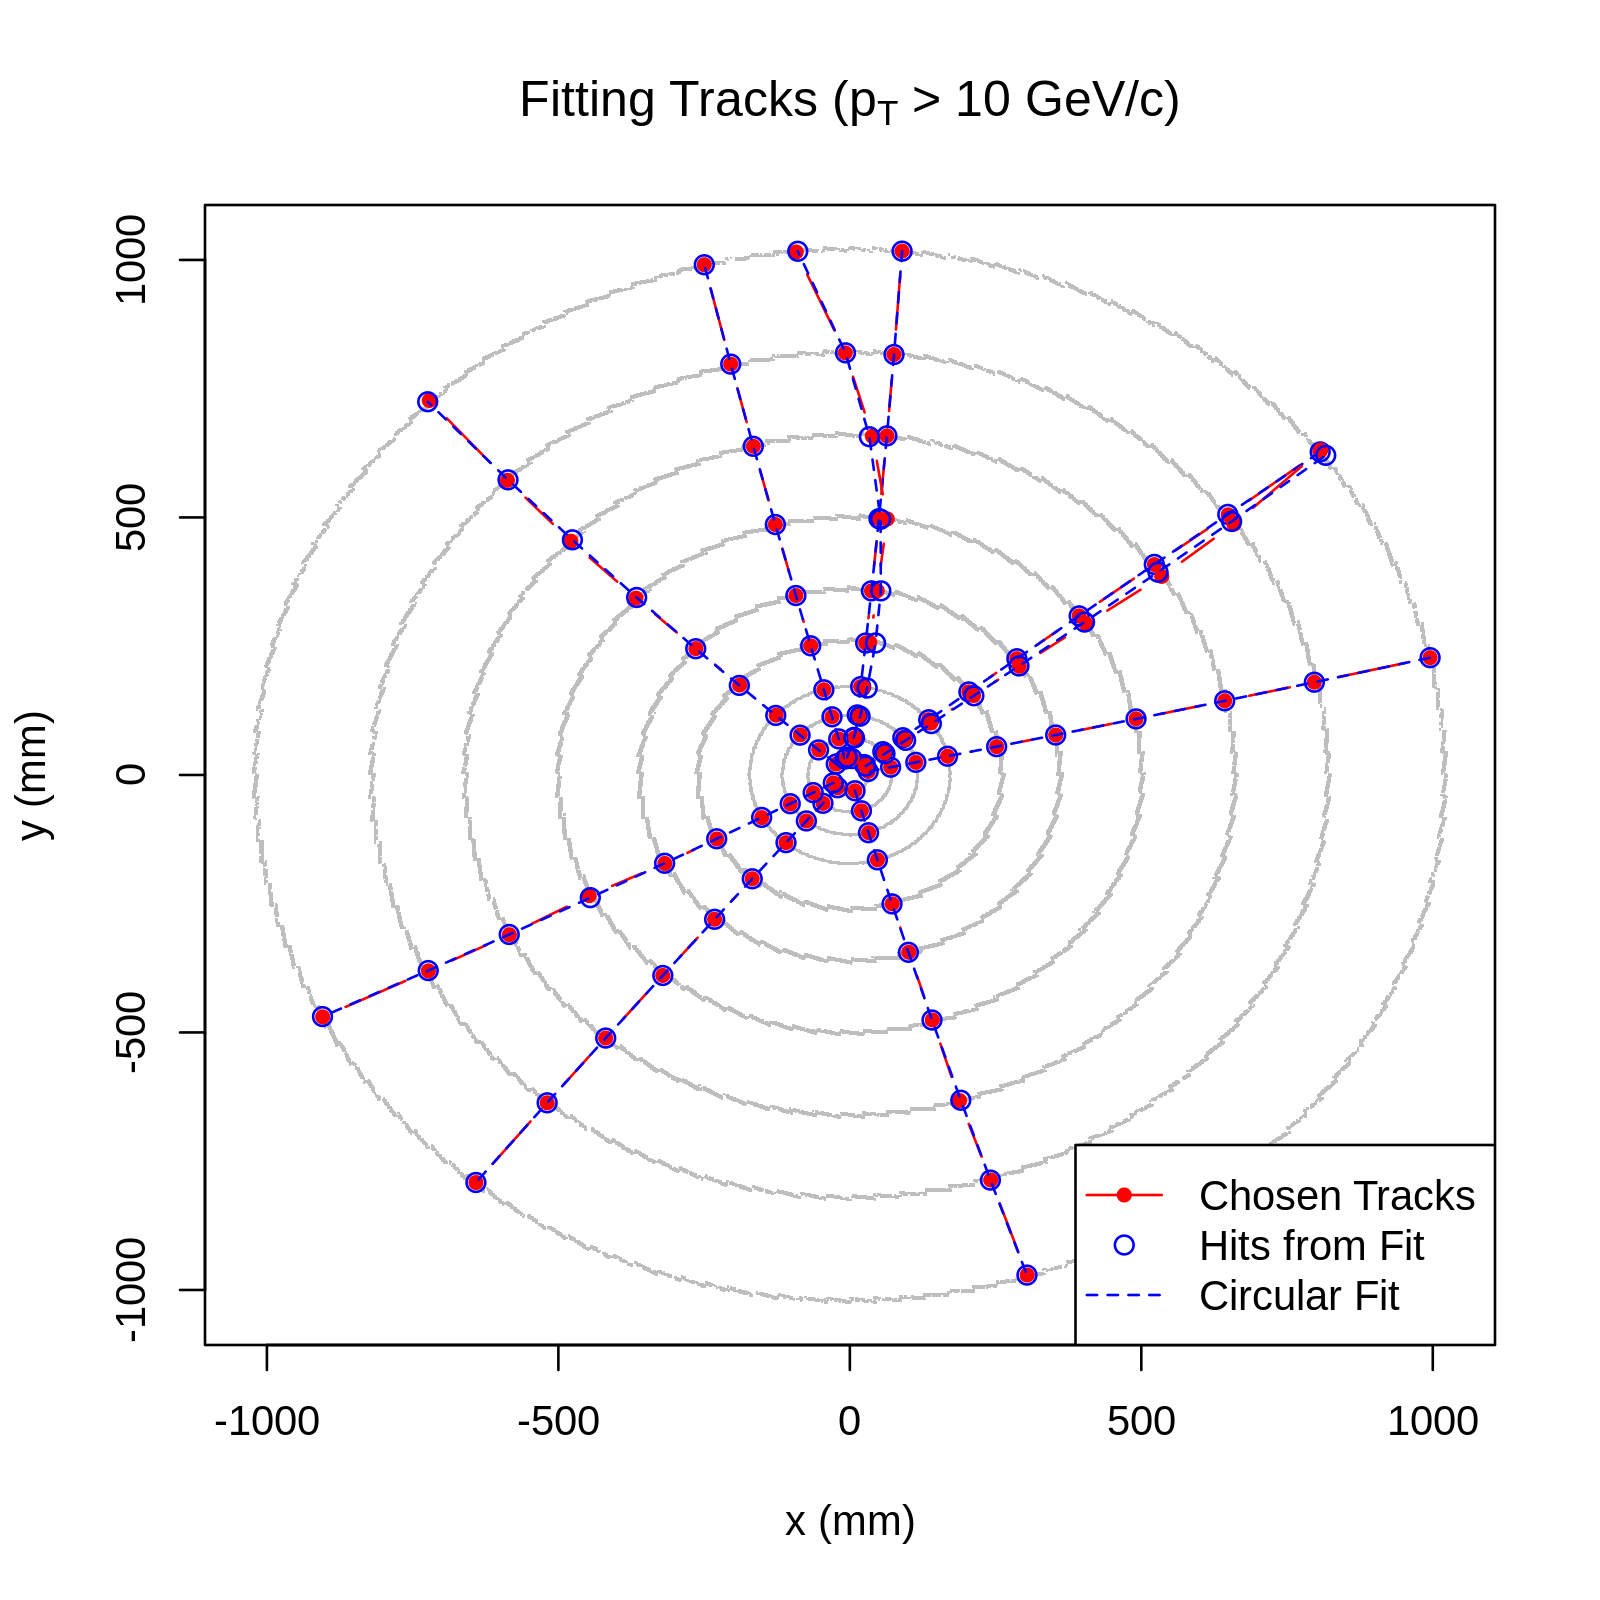 Fitting Tracks (pT > 10 GeV/c)
y (mm)
1000
500
0
-500
-1000
Chosen Tracks
Hits from Fit
Circular Fit
-1000 -500 0 500 1000
x (mm)